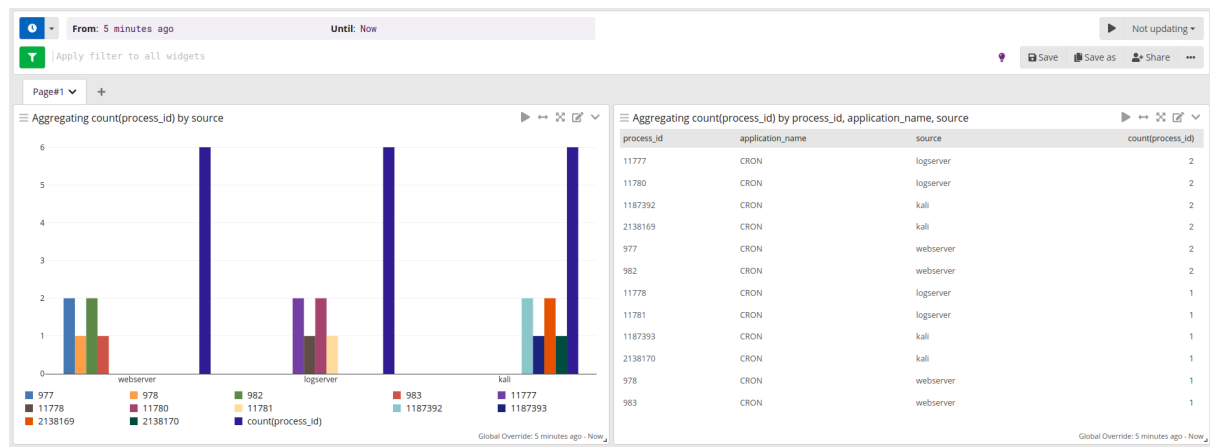 From: 5 minutes ago Until: Now Not updating
Apply filter to all widgets Save Save as Share
Page#1 +
Aggregating count(process_id) by source
6
5
4
3
2
1
0
webserver logserver kali
977 978 982 983 11777
11778 11780 11781 1187392 1187393
2138169 2138170 count(process_id)
Global Override: 5 minutes ago - Now
Aggregating count(process_id) by process_id, application_name, source
process_id application_name source count(process_id)
11777 CRON logserver 2
11780 CRON logserver 2
1187392 CRON kali 2
2138169 CRON kali 2
977 CRON webserver 2
982 CRON webserver 2
11778 CRON logserver 1
11781 CRON logserver 1
1187393 CRON kali 1
2138170 CRON kali 1
978 CRON webserver 1
983 CRON webserver 1
Global Override: 5 minutes ago - Now